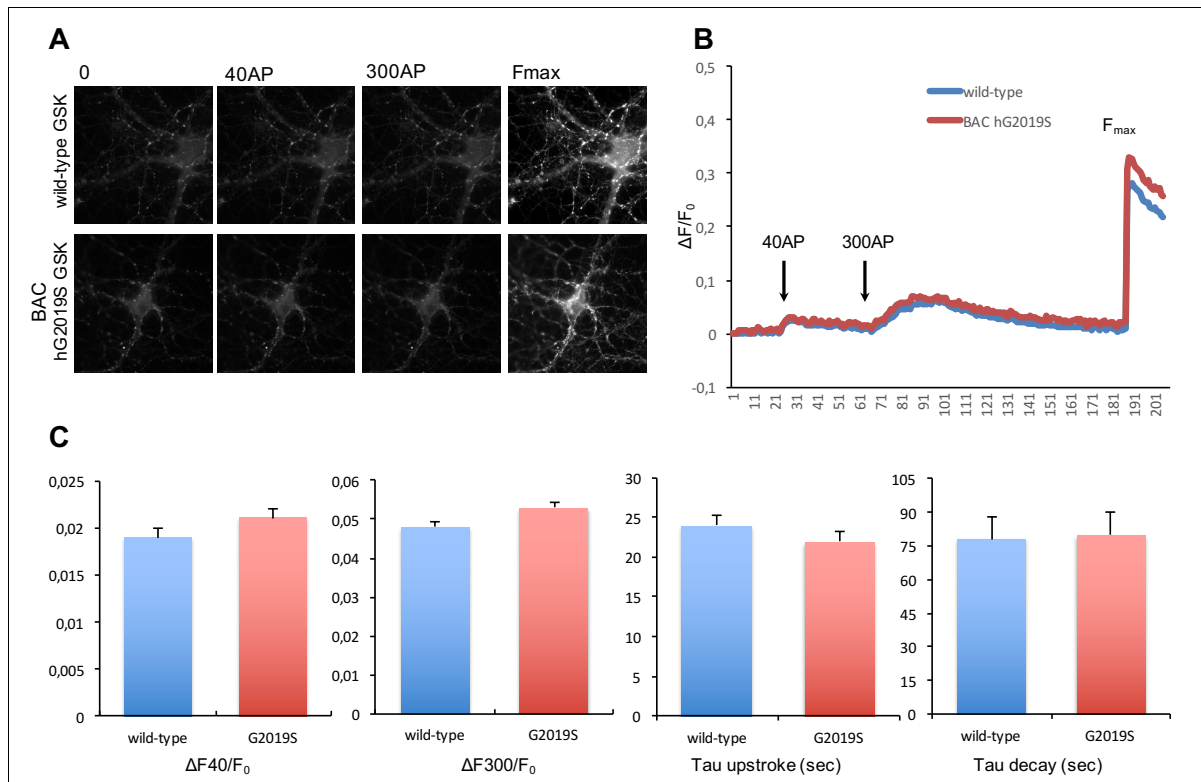 A
0
40AP
300AP
Fmax
wild-type GSK
BAC
hG2019S GSK
B
0,5
0,4
0,3
0,2
0,1
0
-0,1
ΔF/F₀
wild-type
BAC hG2019S
Fmax
40AP
300AP
1
11
21
31
41
51
61
71
81
91
101
111
121
131
141
151
161
171
181
191
201
C
0,025
0,02
0,015
0,01
0,005
0
wild-type
G2019S
ΔF40/F₀
0,06
0,05
0,04
0,03
0,02
0,01
0
wild-type
G2019S
ΔF300/F₀
30
25
20
15
10
5
0
wild-type
G2019S
Tau upstroke (sec)
105
90
75
60
45
30
15
0
wild-type
G2019S
Tau decay (sec)